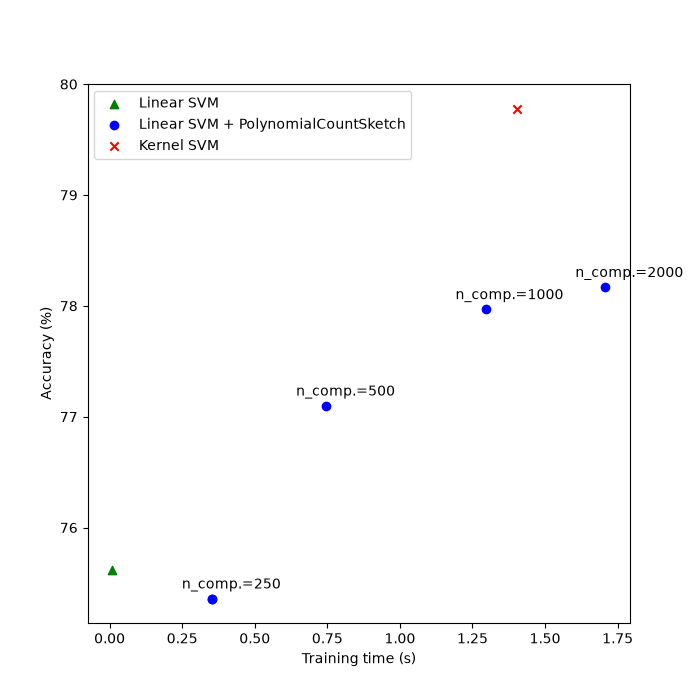 80
Linear SVM
Linear SVM + PolynomialCountSketch
Kernel SVM
79
n_comp.=2000
n_comp.=1000
78
Accuracy (%)
n_comp.=500
77
76
n_comp.=250
0.00 0.25 0.50 0.75 1.00 1.25 1.50 1.75
Training time (s)